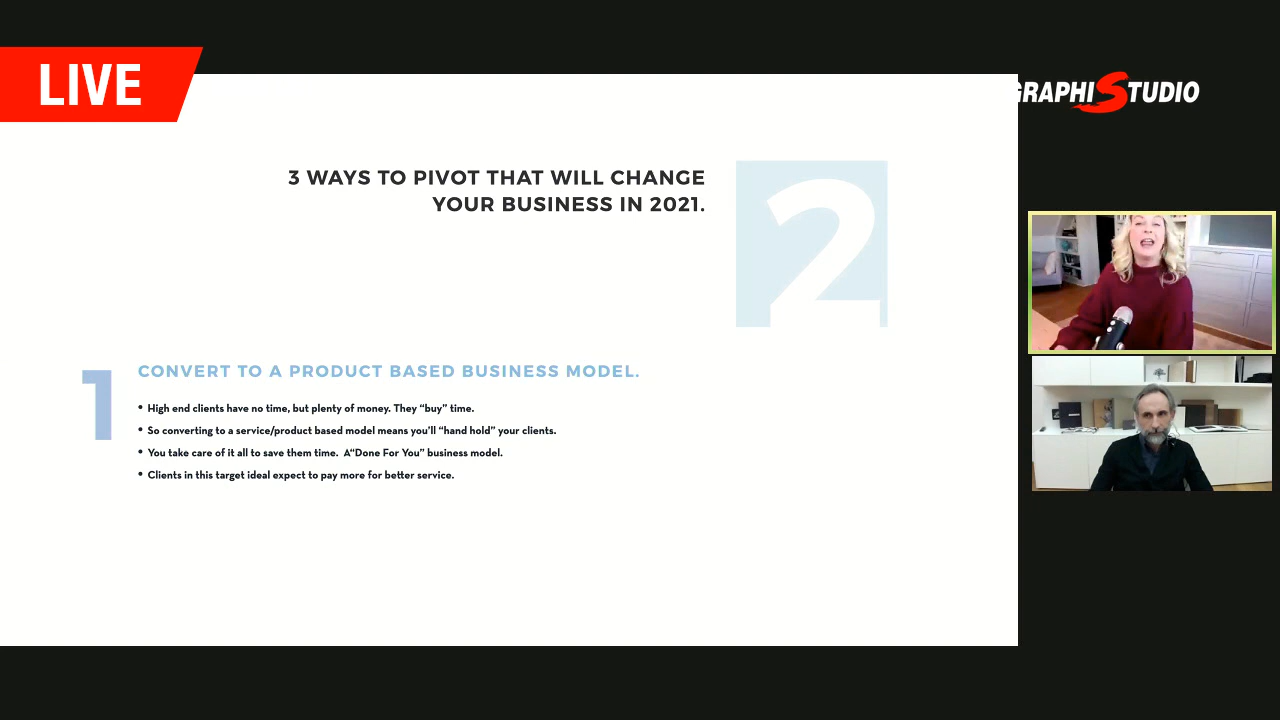 LIVE
GRAPHISTUDIO
3 WAYS TO PIVOT THAT WILL CHANGE
YOUR BUSINESS IN 2021.
2
1
CONVERT TO A PRODUCT BASED BUSINESS MODEL.
• High end clients have no time, but plenty of money. They “buy” time.
• So converting to a service/product based model means you’ll “hand hold” your clients.
• You take care of it all to save them time. A“Done For You” business model.
• Clients in this target ideal expect to pay more for better service.